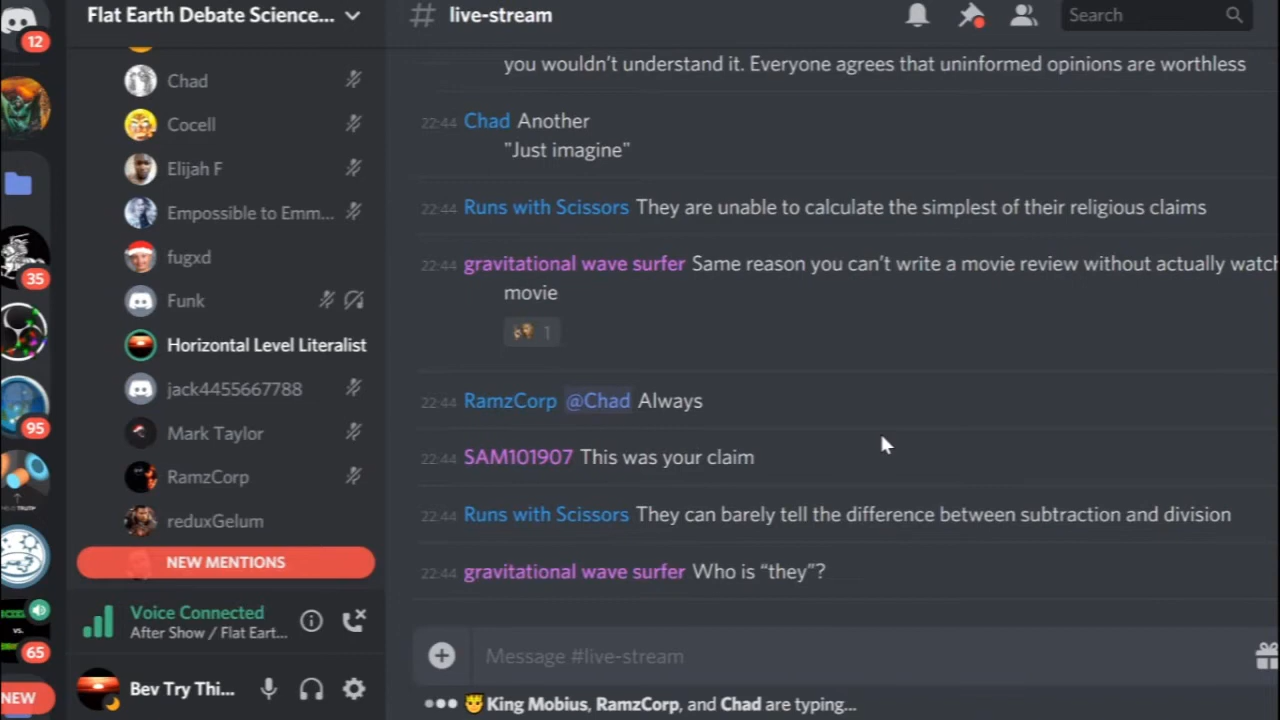 Flat Earth Debate Science...
# live-stream
Search
12
35
95
65
NEW
Chad
Cocell
Elijah F
Empossible to Emm...
fugxd
Funk
Horizontal Level Literalist
jack4455667788
Mark Taylor
RamzCorp
reduxGelum
NEW MENTIONS
Voice Connected
After Show / Flat Eart...
Bev Try Thi...
you wouldn't understand it. Everyone agrees that uninformed opinions are worthless
22:44 Chad Another
"Just imagine"
22:44 Runs with Scissors They are unable to calculate the simplest of their religious claims
22:44 gravitational wave surfer Same reason you can't write a movie review without actually watch
movie
1
22:44 RamzCorp @Chad Always
22:44 SAM101907 This was your claim
22:44 Runs with Scissors They can barely tell the difference between subtraction and division
22:44 gravitational wave surfer Who is “they”?
Message #live-stream
King Mobius, RamzCorp, and Chad are typing...